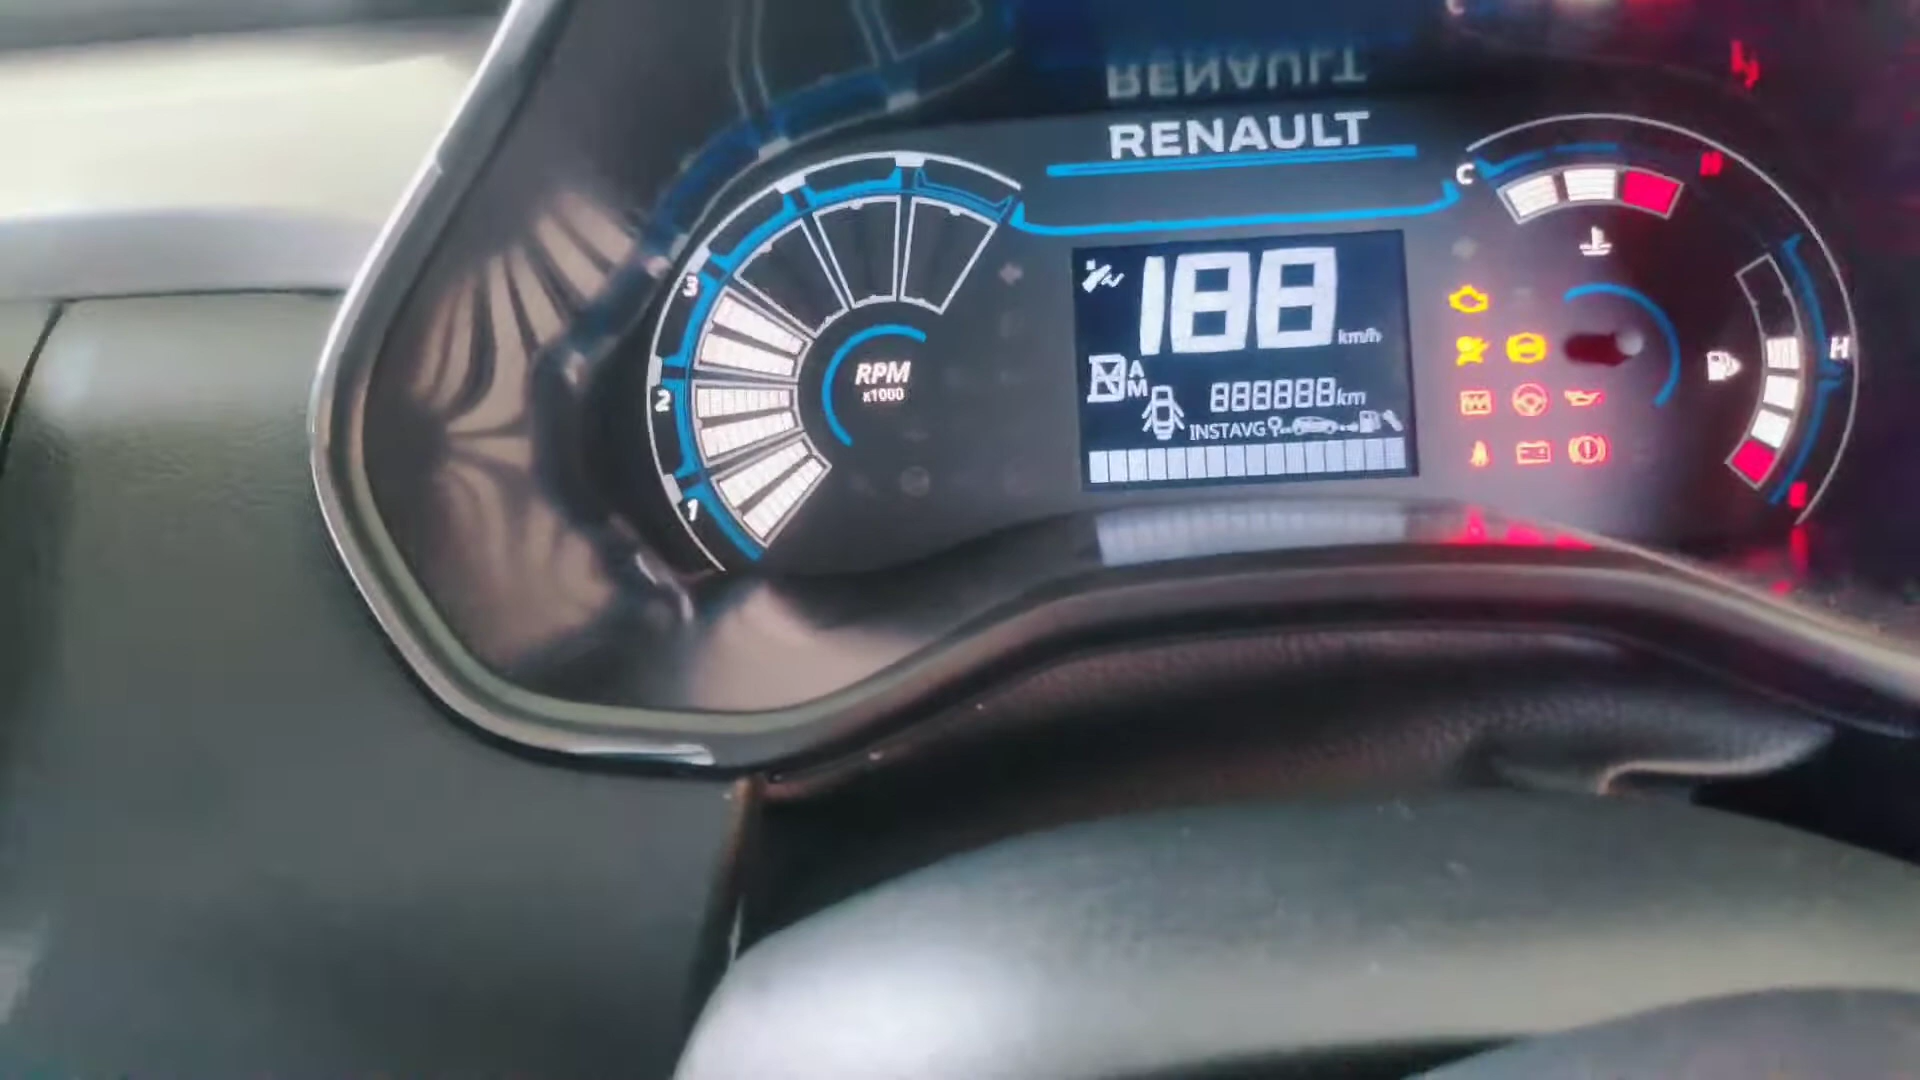 RENAULT
RENAULT
C
H
3
188
km/h
RPM
x1000
H
2
A
M
888888km
INSTAVG
1
E